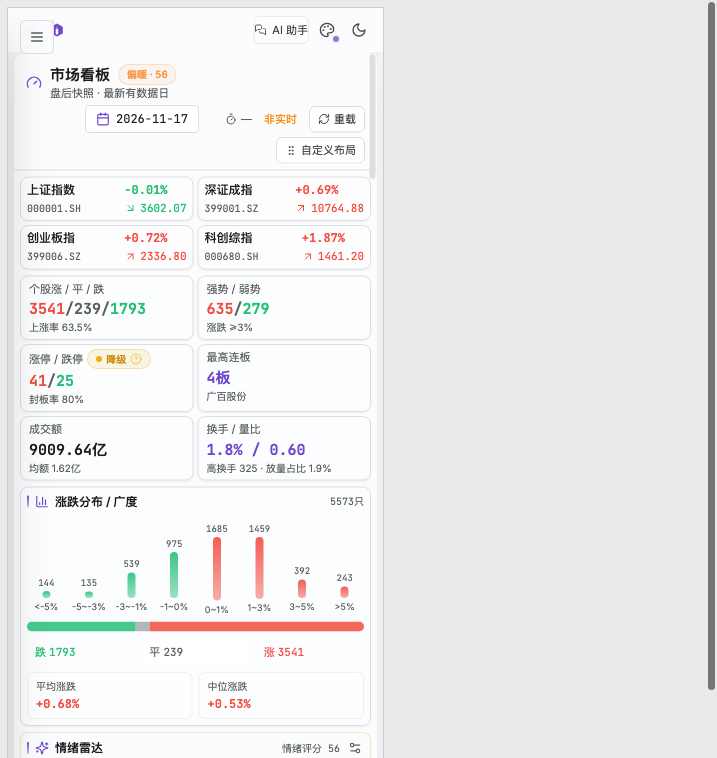 AI 助手
市场看板 偏暖 · 56
盘后快照 · 最新有数据日
2026-11-17 — 非实时 重载
自定义布局
上证指数 -0.01% 深证成指 +0.69%
000001.SH 3602.07 399001.SZ 10764.88
创业板指 +0.72% 科创综指 +1.87%
399006.SZ 2336.80 000680.SH 1461.20
个股涨 / 平 / 跌 强势 / 弱势
3541/239/1793 635/279
上涨率 63.5% 涨跌 ≥3%
涨停 / 跌停 降级 最高连板
41/25 4板
封板率 80% 广百股份
成交额 换手 / 量比
9009.64亿 1.8% / 0.60
均额 1.62亿 高换手 325 · 放量占比 1.9%
涨跌分布 / 广度 5573只
144 135 539 975 1685 1459 392 243
<-5% -5~-3% -3~-1% -1~0% 0~1% 1~3% 3~5% >5%
跌 1793 平 239 涨 3541
平均涨跌 中位涨跌
+0.68% +0.53%
情绪雷达 情绪评分 56